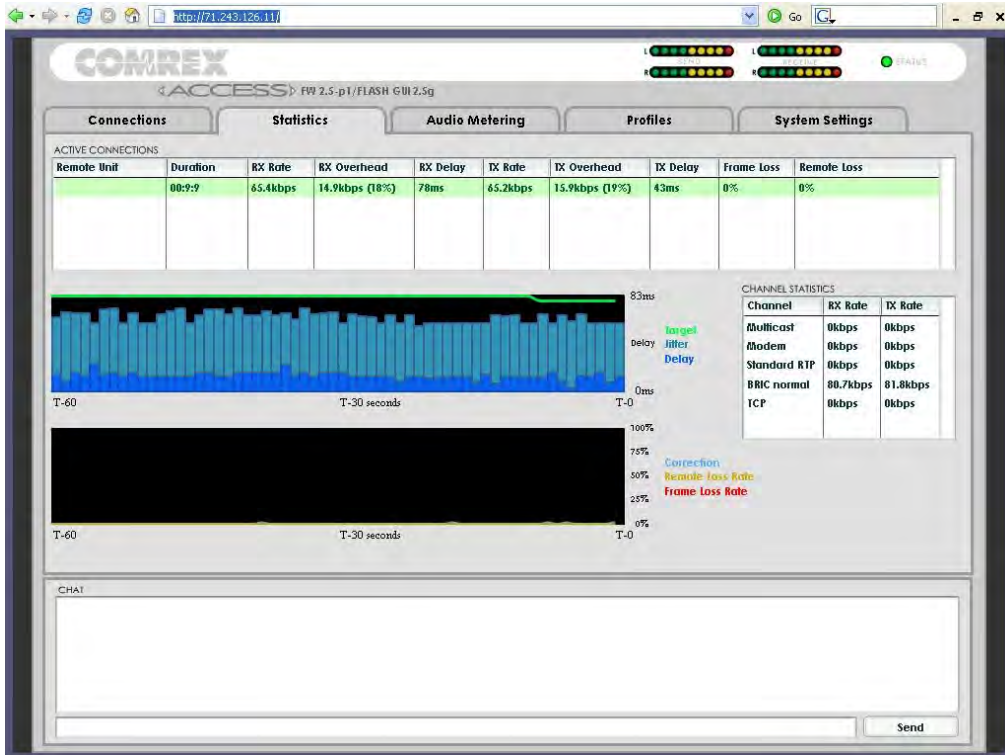 http://71.243.126.11/
Go
G
COMREX
ACCESS FW 2.5-p1/FLASH GUI 2.5g
L SEND R
L RECEIVE R
STATUS
Connections Statistics Audio Metering Profiles System Settings
ACTIVE CONNECTIONS
Remote Unit Duration RX Rate RX Overhead RX Delay TX Rate TX Overhead TX Delay Frame Loss Remote Loss
00:9:9 65.4kbps 14.9kbps (18%) 78ms 65.2kbps 15.9kbps (19%) 43ms 0% 0%
83ms
Target
Delay Jitter
Delay
0ms
T-60 T-30 seconds T-0
CHANNEL STATISTICS
Channel RX Rate TX Rate
Multicast 0kbps 0kbps
Modem 0kbps 0kbps
Standard RTP 0kbps 0kbps
BRIC normal 80.7kbps 81.8kbps
TCP 0kbps 0kbps
100%
75%
Correction
50% Remote Loss Rate
25% Frame Loss Rate
0%
T-60 T-30 seconds T-0
CHAT
Send